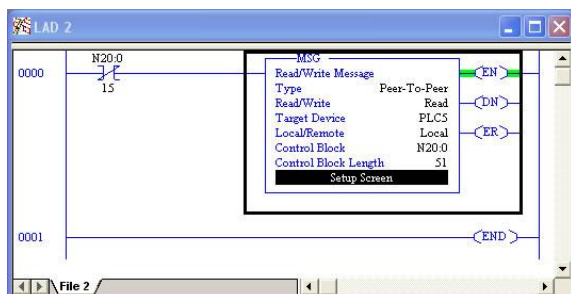 LAD 2
0000
N20:0
15
MSG
Read/Write Message
Type Peer-To-Peer
Read/Write Read
Target Device PLC5
Local/Remote Local
Control Block N20:0
Control Block Length 51
Setup Screen
EN
DN
ER
0001
END
File 2